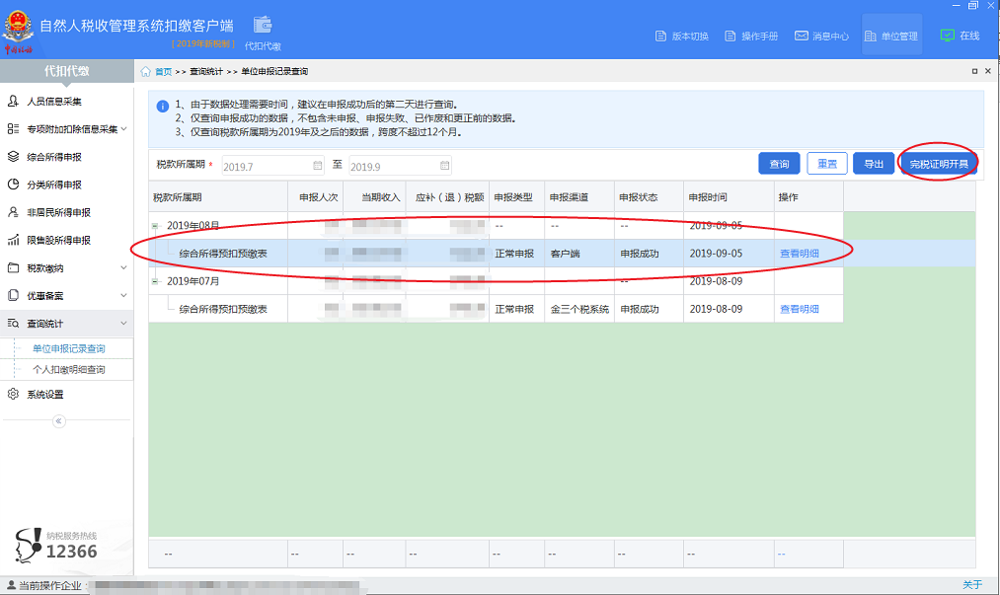 自然人税收管理系统扣缴客户端
[ 2019年新税制 ]
代扣代缴
版本切换 操作手册 消息中心 单位管理 在线
中国税务
代扣代缴
首页 >> 查询统计 >> 单位申报记录查询
人员信息采集
专项附加扣除信息采集
综合所得申报
分类所得申报
非居民所得申报
限售股所得申报
税款缴纳
优惠备案
查询统计
单位申报记录查询
个人扣缴明细查询
系统设置
1、由于数据处理需要时间，建议在申报成功后的第二天进行查询。
2、仅查询申报成功的数据，不包含未申报、申报失败、已作废和更正前的数据。
3、仅查询税款所属期为2019年及之后的数据，跨度不超过12个月。
税款所属期 * 2019.7 至 2019.9 查询 重置 导出 完税证明开具
税款所属期 申报人次 当期收入 应补（退）税额 申报类型 申报渠道 申报状态 申报时间 操作
2019年08月 -- -- -- 2019-09-05
综合所得预扣预缴表 正常申报 客户端 申报成功 2019-09-05 查看明细
2019年07月 -- 2019-08-09
综合所得预扣预缴表 正常申报 金三个税系统 申报成功 2019-08-09 查看明细
-- -- -- -- -- -- -- -- --
纳税服务热线
12366
当前操作企业：
关于